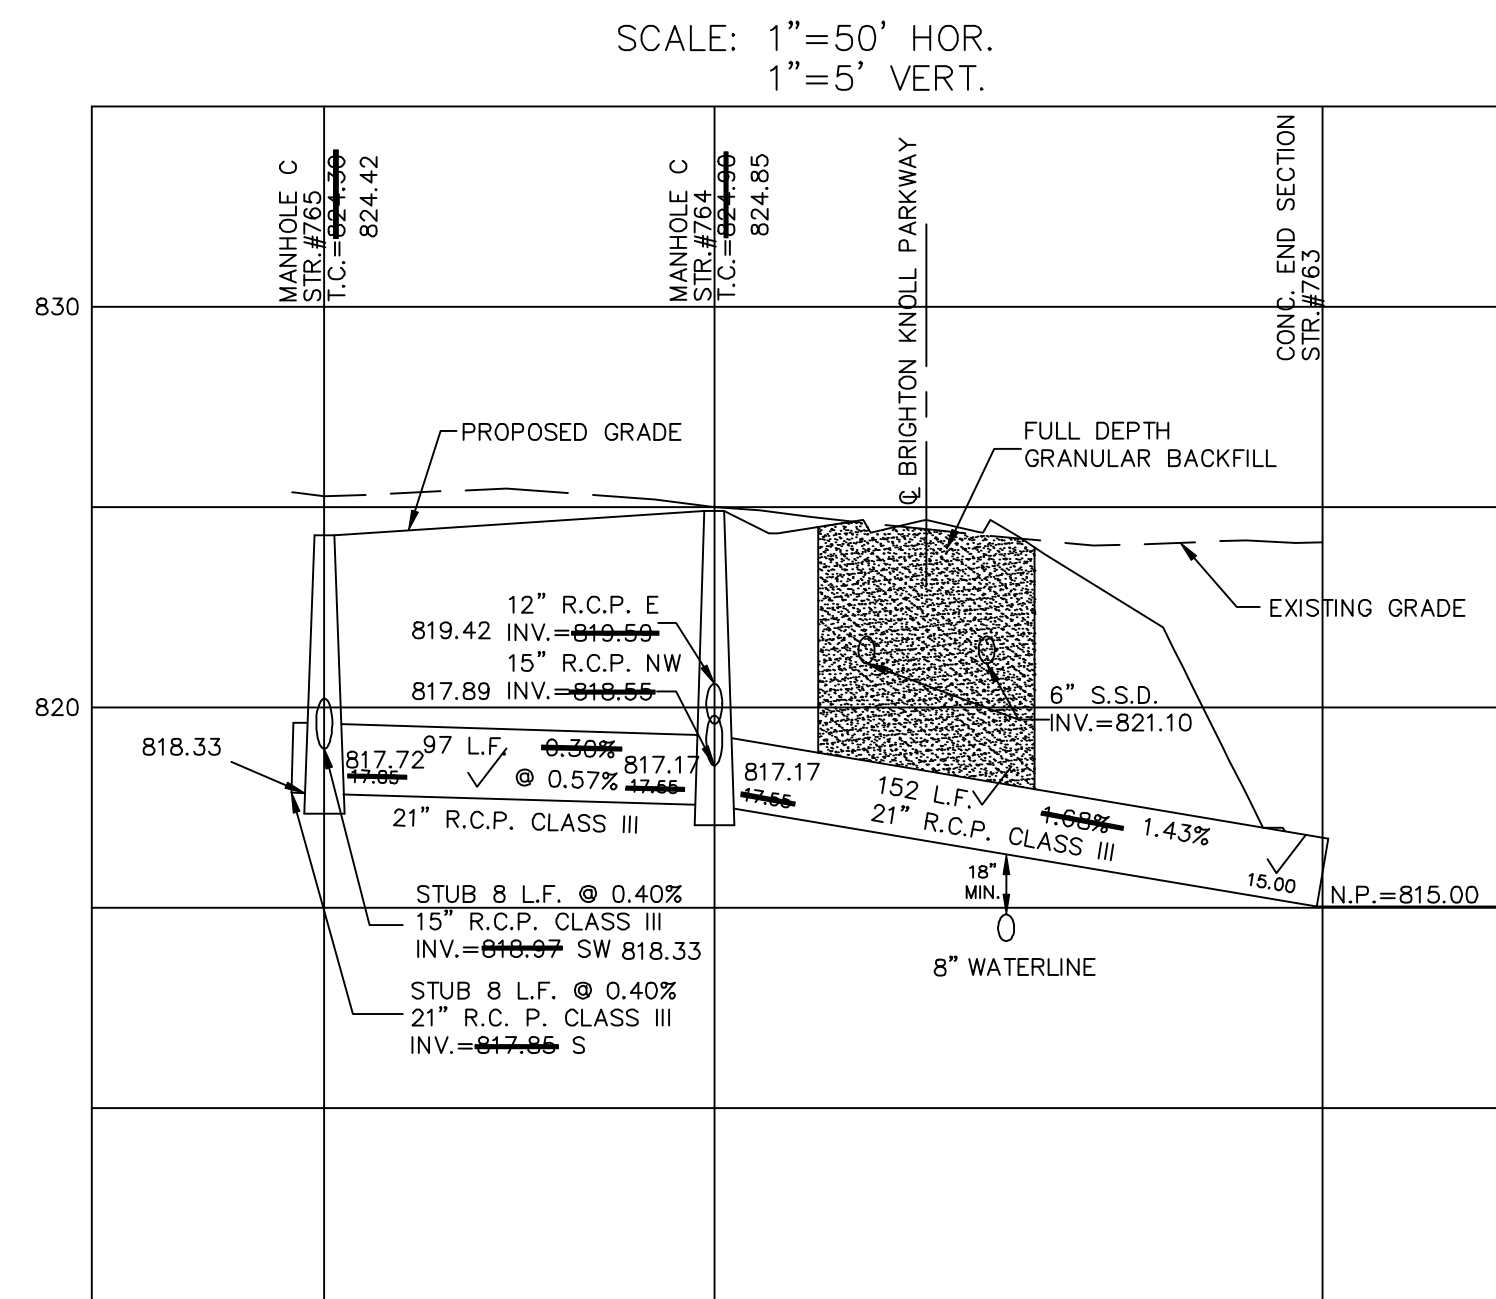 SCALE: 1"=50' HOR.
1"=5' VERT.
MANHOLE C
STR.#765
T.C.=824.30
824.42
MANHOLE C
STR.#764
T.C.=824.90
824.85
℄ BRIGHTON KNOLL PARKWAY
CONC. END SECTION
STR.#763
830
PROPOSED GRADE
FULL DEPTH
GRANULAR BACKFILL
EXISTING GRADE
12" R.C.P. E
819.42 INV.=819.59
15" R.C.P. NW
817.89 INV.=818.55
820
6" S.S.D.
INV.=821.10
818.33
817.72
17.85
97 L.F. 0.30%
@ 0.57%
21" R.C.P. CLASS III
817.17
17.55
817.17
17.55
152 L.F. 1.68% 1.43%
21" R.C.P. CLASS III
15.00
N.P.=815.00
18"
MIN.
8" WATERLINE
STUB 8 L.F. @ 0.40%
15" R.C.P. CLASS III
INV.=818.97 SW 818.33
STUB 8 L.F. @ 0.40%
21" R.C. P. CLASS III
INV.=817.85 S